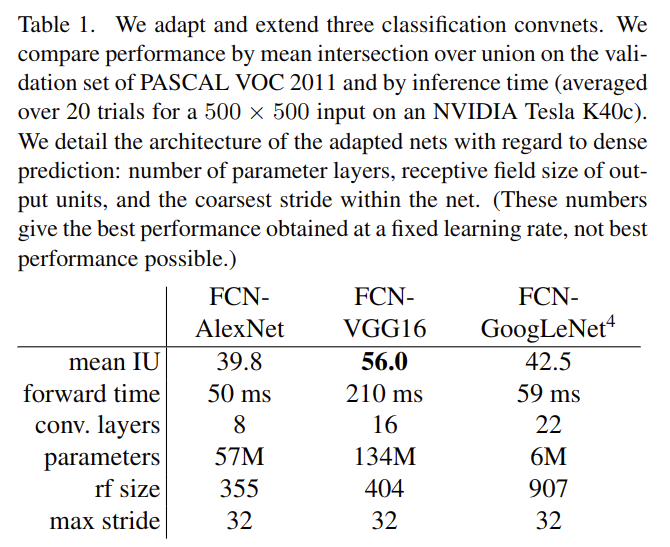 Table 1. We adapt and extend three classification convnets. We
compare performance by mean intersection over union on the vali-
dation set of PASCAL VOC 2011 and by inference time (averaged
over 20 trials for a 500 × 500 input on an NVIDIA Tesla K40c).
We detail the architecture of the adapted nets with regard to dense
prediction: number of parameter layers, receptive field size of out-
put units, and the coarsest stride within the net. (These numbers
give the best performance obtained at a fixed learning rate, not best
performance possible.)
FCN- FCN- FCN-
AlexNet VGG16 GoogLeNet⁴
mean IU 39.8 56.0 42.5
forward time 50 ms 210 ms 59 ms
conv. layers 8 16 22
parameters 57M 134M 6M
rf size 355 404 907
max stride 32 32 32